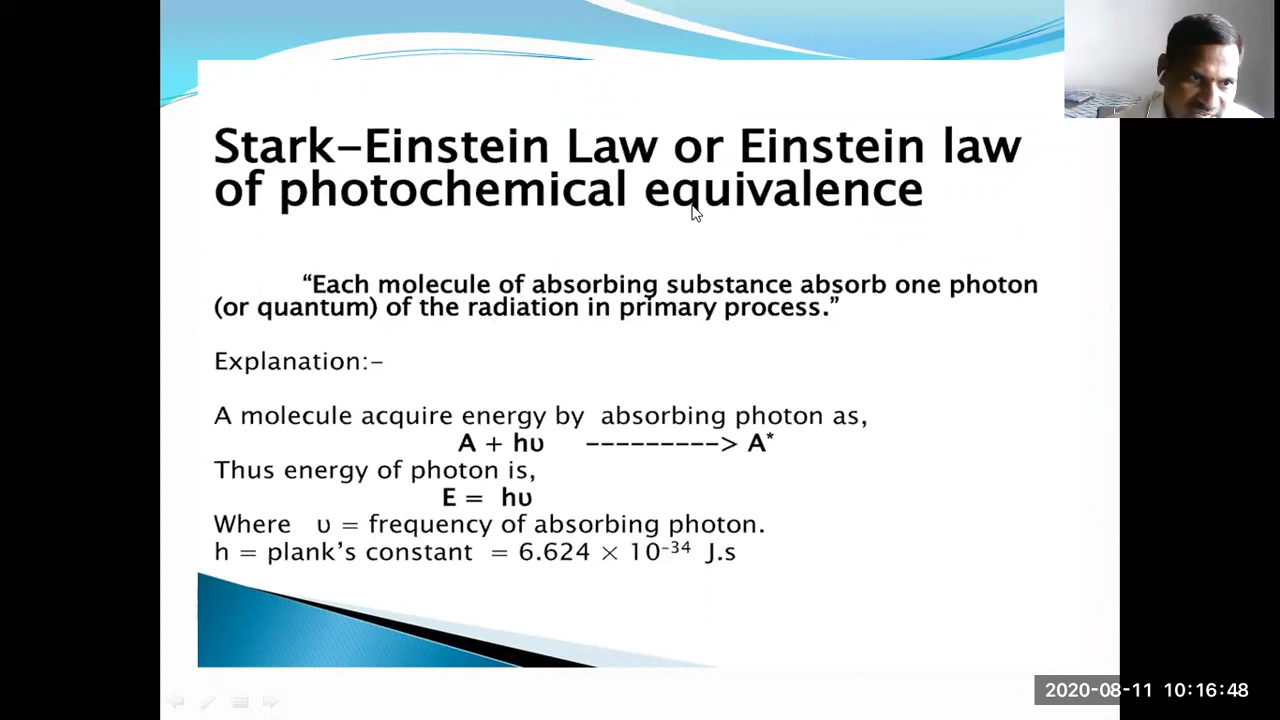 Stark-Einstein Law or Einstein law
of photochemical equivalence
“Each molecule of absorbing substance absorb one photon
(or quantum) of the radiation in primary process.”
Explanation:-
A molecule acquire energy by absorbing photon as,
A + hυ ---------> A*
Thus energy of photon is,
E = hυ
Where υ = frequency of absorbing photon.
h = plank’s constant = 6.624 × 10⁻³⁴ J.s
2020-08-11 10:16:48